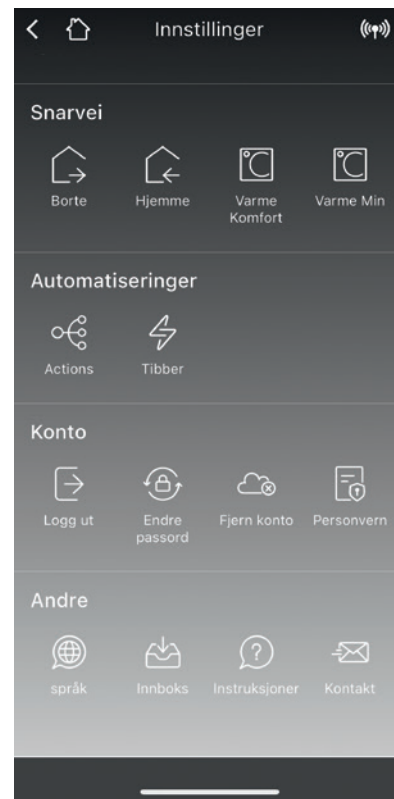 Innstillinger
Snarvei
Borte Hjemme Varme Komfort Varme Min
Automatiseringer
Actions Tibber
Konto
Logg ut Endre passord Fjern konto Personvern
Andre
språk Innboks Instruksjoner Kontakt